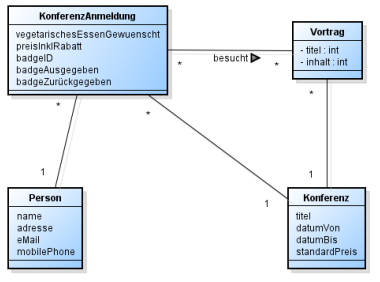 KonferenzAnmeldung
vegetarischesEssenGewuenscht
preisInklRabatt
badgeID
badgeAusgegeben
badgeZurückgegeben
Vortrag
- titel : int
- inhalt : int
besucht
*
*
*
*
*
1
1
1
Person
name
adresse
eMail
mobilePhone
Konferenz
titel
datumVon
datumBis
standardPreis